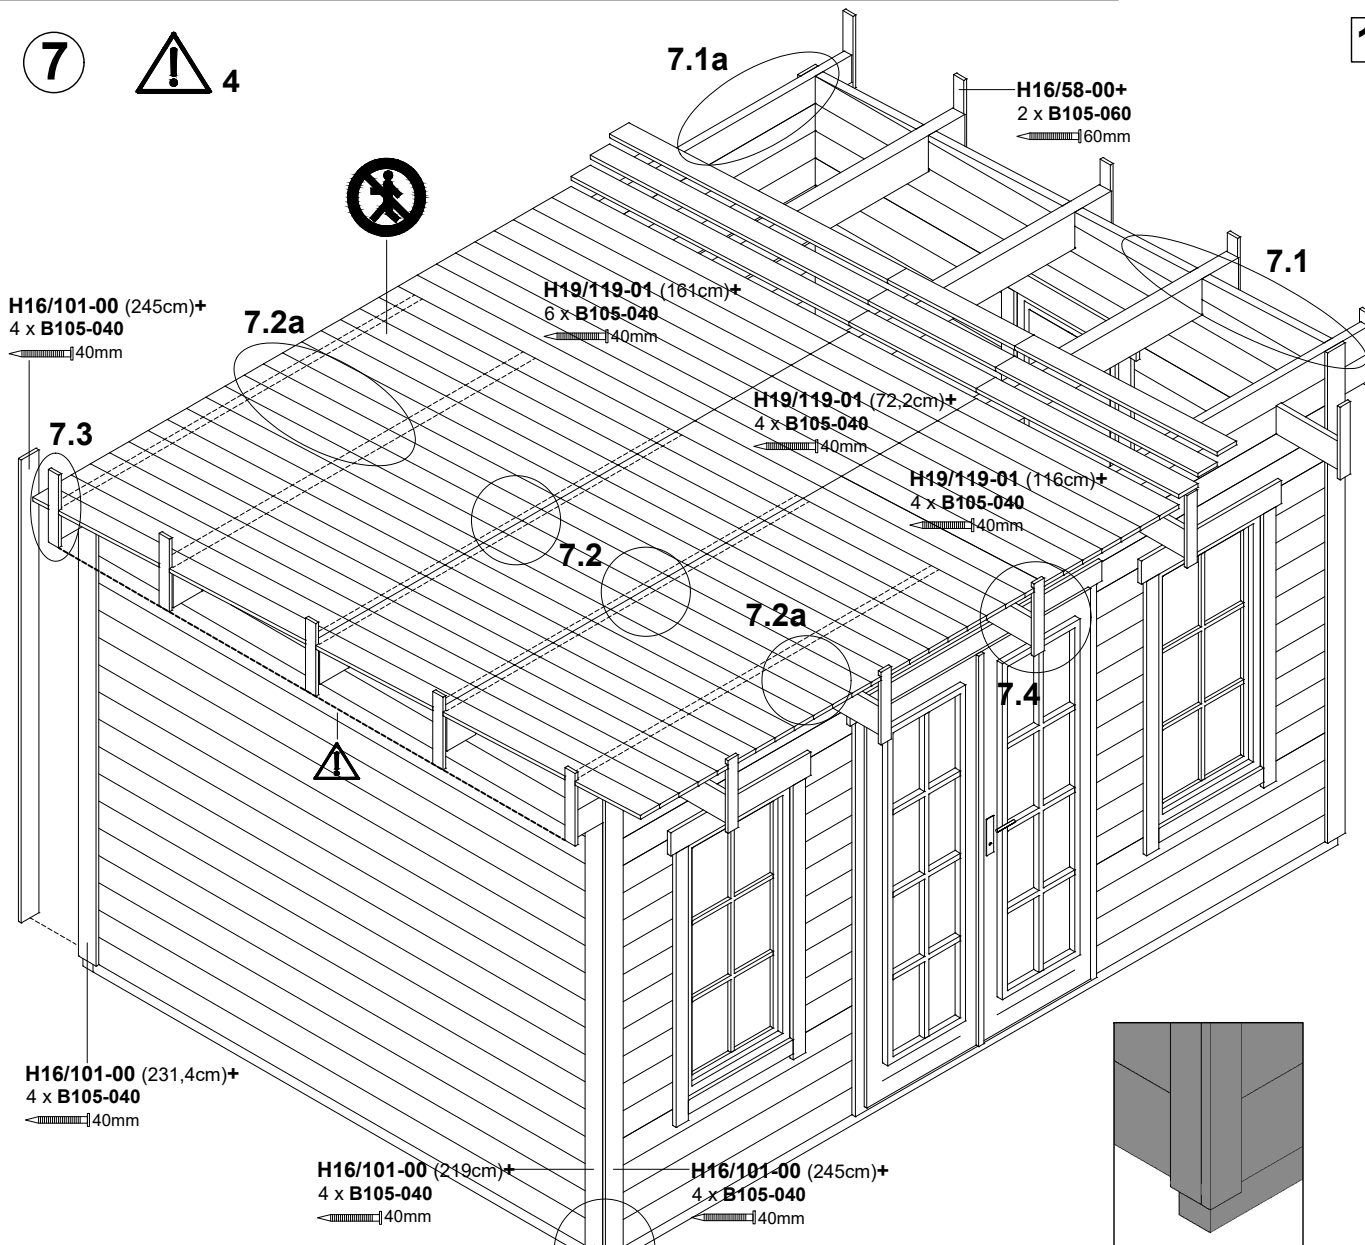 7
4
7.1a
H16/58-00+
2 x B105-060
60mm
7.1
H16/101-00 (245cm)+
4 x B105-040
40mm
7.2a
H19/119-01 (161cm)+
6 x B105-040
40mm
H19/119-01 (72,2cm)+
4 x B105-040
40mm
7.3
H19/119-01 (116cm)+
4 x B105-040
40mm
7.2
7.2a
7.4
H16/101-00 (231,4cm)+
4 x B105-040
40mm
H16/101-00 (219cm)+
4 x B105-040
40mm
H16/101-00 (245cm)+
4 x B105-040
40mm